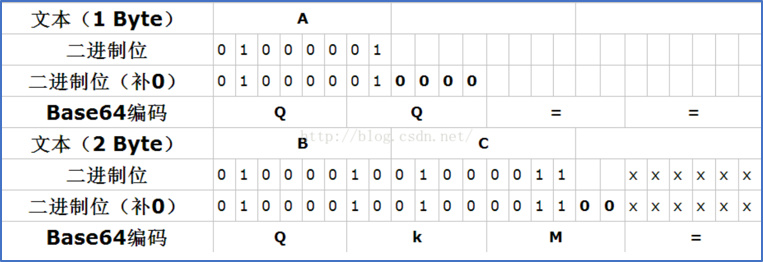 文本（1 Byte） A
二进制位 0 1 0 0 0 0 0 1
二进制位（补0） 0 1 0 0 0 0 0 1 0 0 0 0
Base64编码 Q Q = =
http://blog.csdn.net/
文本（2 Byte） B C
二进制位 0 1 0 0 0 0 1 0 0 1 0 0 0 0 1 1 x x x x x x
二进制位（补0） 0 1 0 0 0 0 1 0 0 1 0 0 0 0 1 1 0 0 x x x x x x
Base64编码 Q k M =